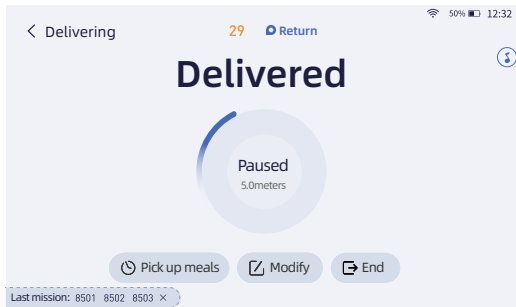 50% 12:32
Delivering 29 Return
Delivered
Paused
5.0meters
Pick up meals Modify End
Last mission: 8501 8502 8503 ×